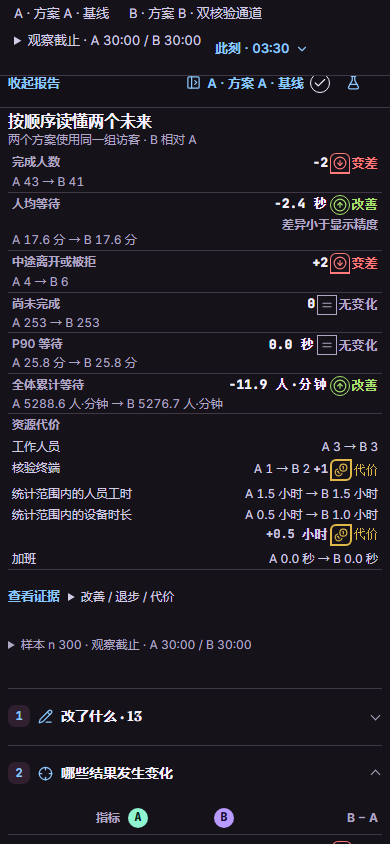 A · 方案 A · 基线 B · 方案 B · 双核验通道
▶ 观察截止 · A 30:00 / B 30:00 此刻 · 03:30
收起报告 A · 方案 A · 基线
按顺序读懂两个未来
两个方案使用同一组访客 · B 相对 A
完成人数 -2 变差
A 43 → B 41
人均等待 -2.4 秒 改善
差异小于显示精度
A 17.6 分 → B 17.6 分
中途离开或被拒 +2 变差
A 4 → B 6
尚未完成 0 无变化
A 253 → B 253
P90 等待 0.0 秒 无变化
A 25.8 分 → B 25.8 分
全体累计等待 -11.9 人·分钟 改善
A 5288.6 人·分钟 → B 5276.7 人·分钟
资源代价
工作人员 A 3 → B 3
核验终端 A 1 → B 2 +1 代价
统计范围内的人员工时 A 1.5 小时 → B 1.5 小时
统计范围内的设备时长 A 0.5 小时 → B 1.0 小时
+0.5 小时 代价
加班 A 0.0 秒 → B 0.0 秒
查看证据 ▶ 改善 / 退步 / 代价
▶ 样本 n 300 · 观察截止 · A 30:00 / B 30:00
1 改了什么 · 13
2 哪些结果发生变化
指标 A B B − A